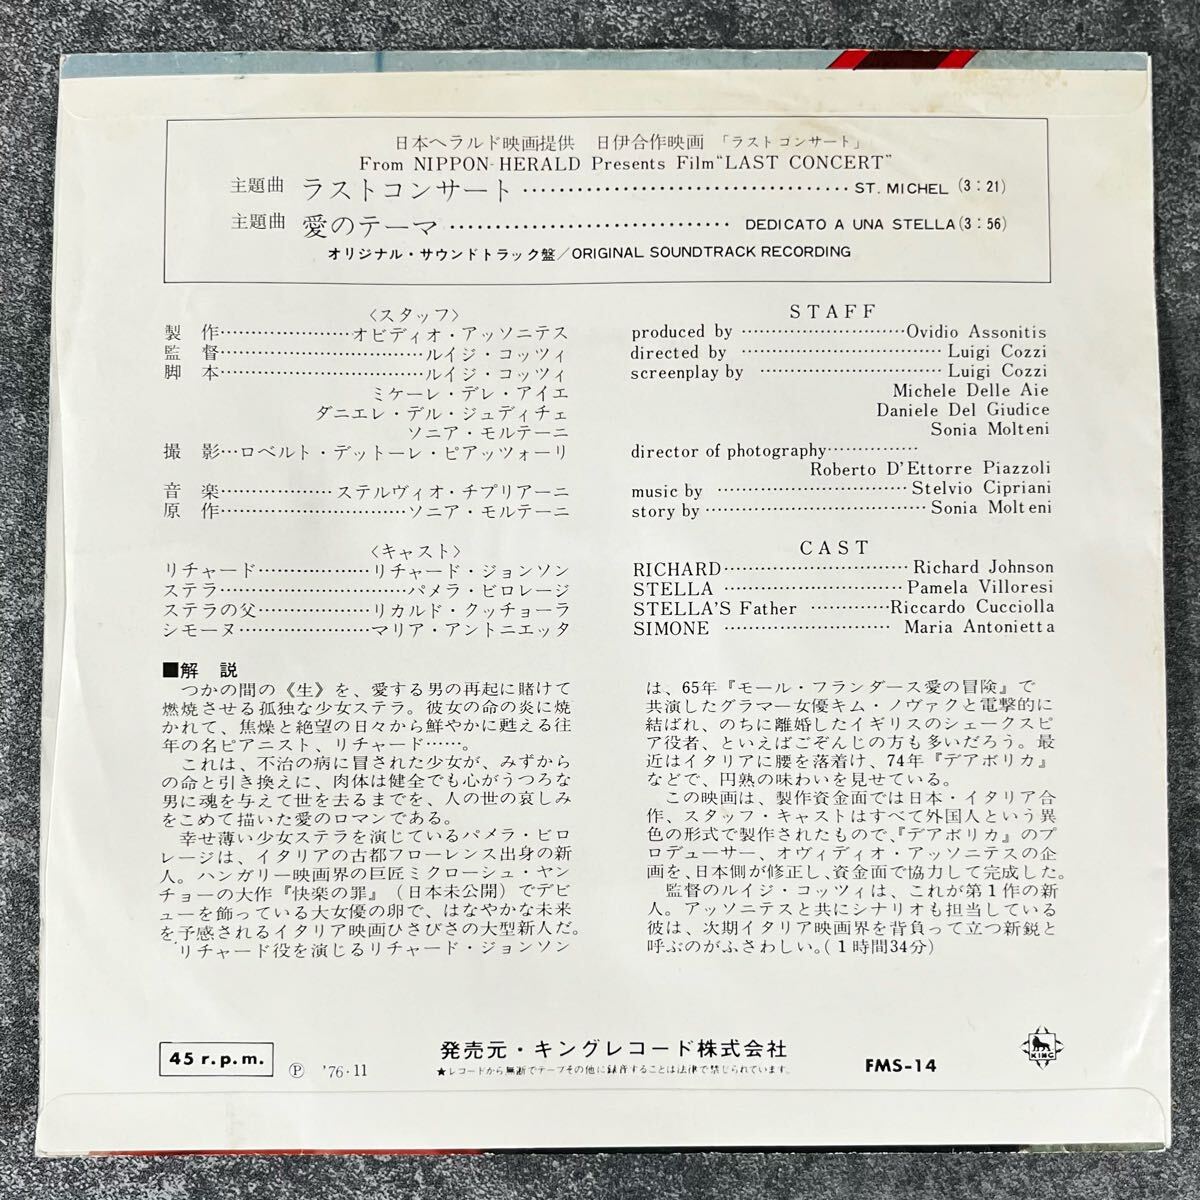 日本ヘラルド映画提供 日伊合作映画 「ラストコンサート」
From NIPPON-HERALD Presents Film“LAST CONCERT”
主題曲 ラストコンサート ……………………………… ST. MICHEL (3:21)
主題曲 愛のテーマ ………………………… DEDICATO A UNA STELLA (3:56)
オリジナル・サウンドトラック盤/ORIGINAL SOUNDTRACK RECORDING
〈スタッフ〉
製 作…………………オビディオ・アッソニテス
監 督…………………………ルイジ・コッツィ
脚 本…………………………ルイジ・コッツィ
ミケーレ・デレ・アイエ
ダニエレ・デル・ジュディチェ
ソニア・モルテーニ
撮 影…ロベルト・デットーレ・ピアッツォーリ
音 楽………………ステルヴィオ・チプリアーニ
原 作………………………ソニア・モルテーニ
〈キャスト〉
リチャード……………リチャード・ジョンソン
ステラ………………………パメラ・ビロレージ
ステラの父……………リカルド・クッチョーラ
シモーヌ………………マリア・アントニエッタ
STAFF
produced by ……………………Ovidio Assonitis
directed by ………………………… Luigi Cozzi
screenplay by ……………………… Luigi Cozzi
Michele Delle Aie
Daniele Del Giudice
Sonia Molteni
director of photography……………
Roberto D'Ettorre Piazzoli
music by ………………………Stelvio Cipriani
story by …………………………… Sonia Molteni
CAST
RICHARD………………………Richard Johnson
STELLA ……………………… Pamela Villoresi
STELLA'S Father …………Riccardo Cucciolla
SIMONE …………………… Maria Antonietta
■解 説
つかの間の《生》を、愛する男の再起に賭けて
燃焼させる孤独な少女ステラ。彼女の命の炎に焼
かれて、焦燥と絶望の日々から鮮やかに甦える往
年の名ピアニスト、リチャード……。
これは、不治の病に冒された少女が、みずから
の命と引き換えに、肉体は健全でも心がうつろな
男に魂を与えて世を去るまでを、人の世の哀しみ
をこめて描いた愛のロマンである。
幸せ薄い少女ステラを演じているパメラ・ビロ
レージは、イタリアの古都フローレンス出身の新
人。ハンガリー映画界の巨匠ミクローシュ・ヤン
チョーの大作『快楽の罪』(日本未公開)でデビ
ューを飾っている大女優の卵で、はなやかな未来
を予感されるイタリア映画ひさびさの大型新人だ。
リチャード役を演じるリチャード・ジョンソン
は、65年『モール・フランダース愛の冒険』で
共演したグラマー女優キム・ノヴァクと電撃的に
結ばれ、のちに離婚したイギリスのシェークスピ
ア役者、といえばごぞんじの方も多いだろう。最
近はイタリアに腰を落着け、74年『デアボリカ』
などで、円熟の味わいを見せている。
この映画は、製作資金面では日本・イタリア合
作、スタッフ・キャストはすべて外国人という異
色の形式で製作されたもので、『デアボリカ』のプ
ロデューサー、オヴィディオ・アッソニテスの企
画を、日本側が修正し、資金面で協力して完成した。
監督のルイジ・コッツィは、これが第1作の新
人。アッソニテスと共にシナリオも担当している
彼は、次期イタリア映画界を背負って立つ新鋭と
呼ぶのがふさわしい。(1時間34分)
45 r.p.m.
Ⓟ '76・11
発売元・キングレコード株式会社
★レコードから無断でテープその他に録音することは法律で禁じられています。
FMS-14
KING